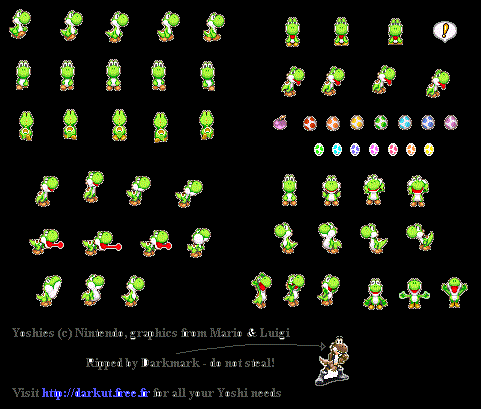 Yoshies (c) Nintendo, graphics from Mario & Luigi
Ripped by Darkmark - do not steal!
Visit http://darkut.free.fr for all your Yoshi needs